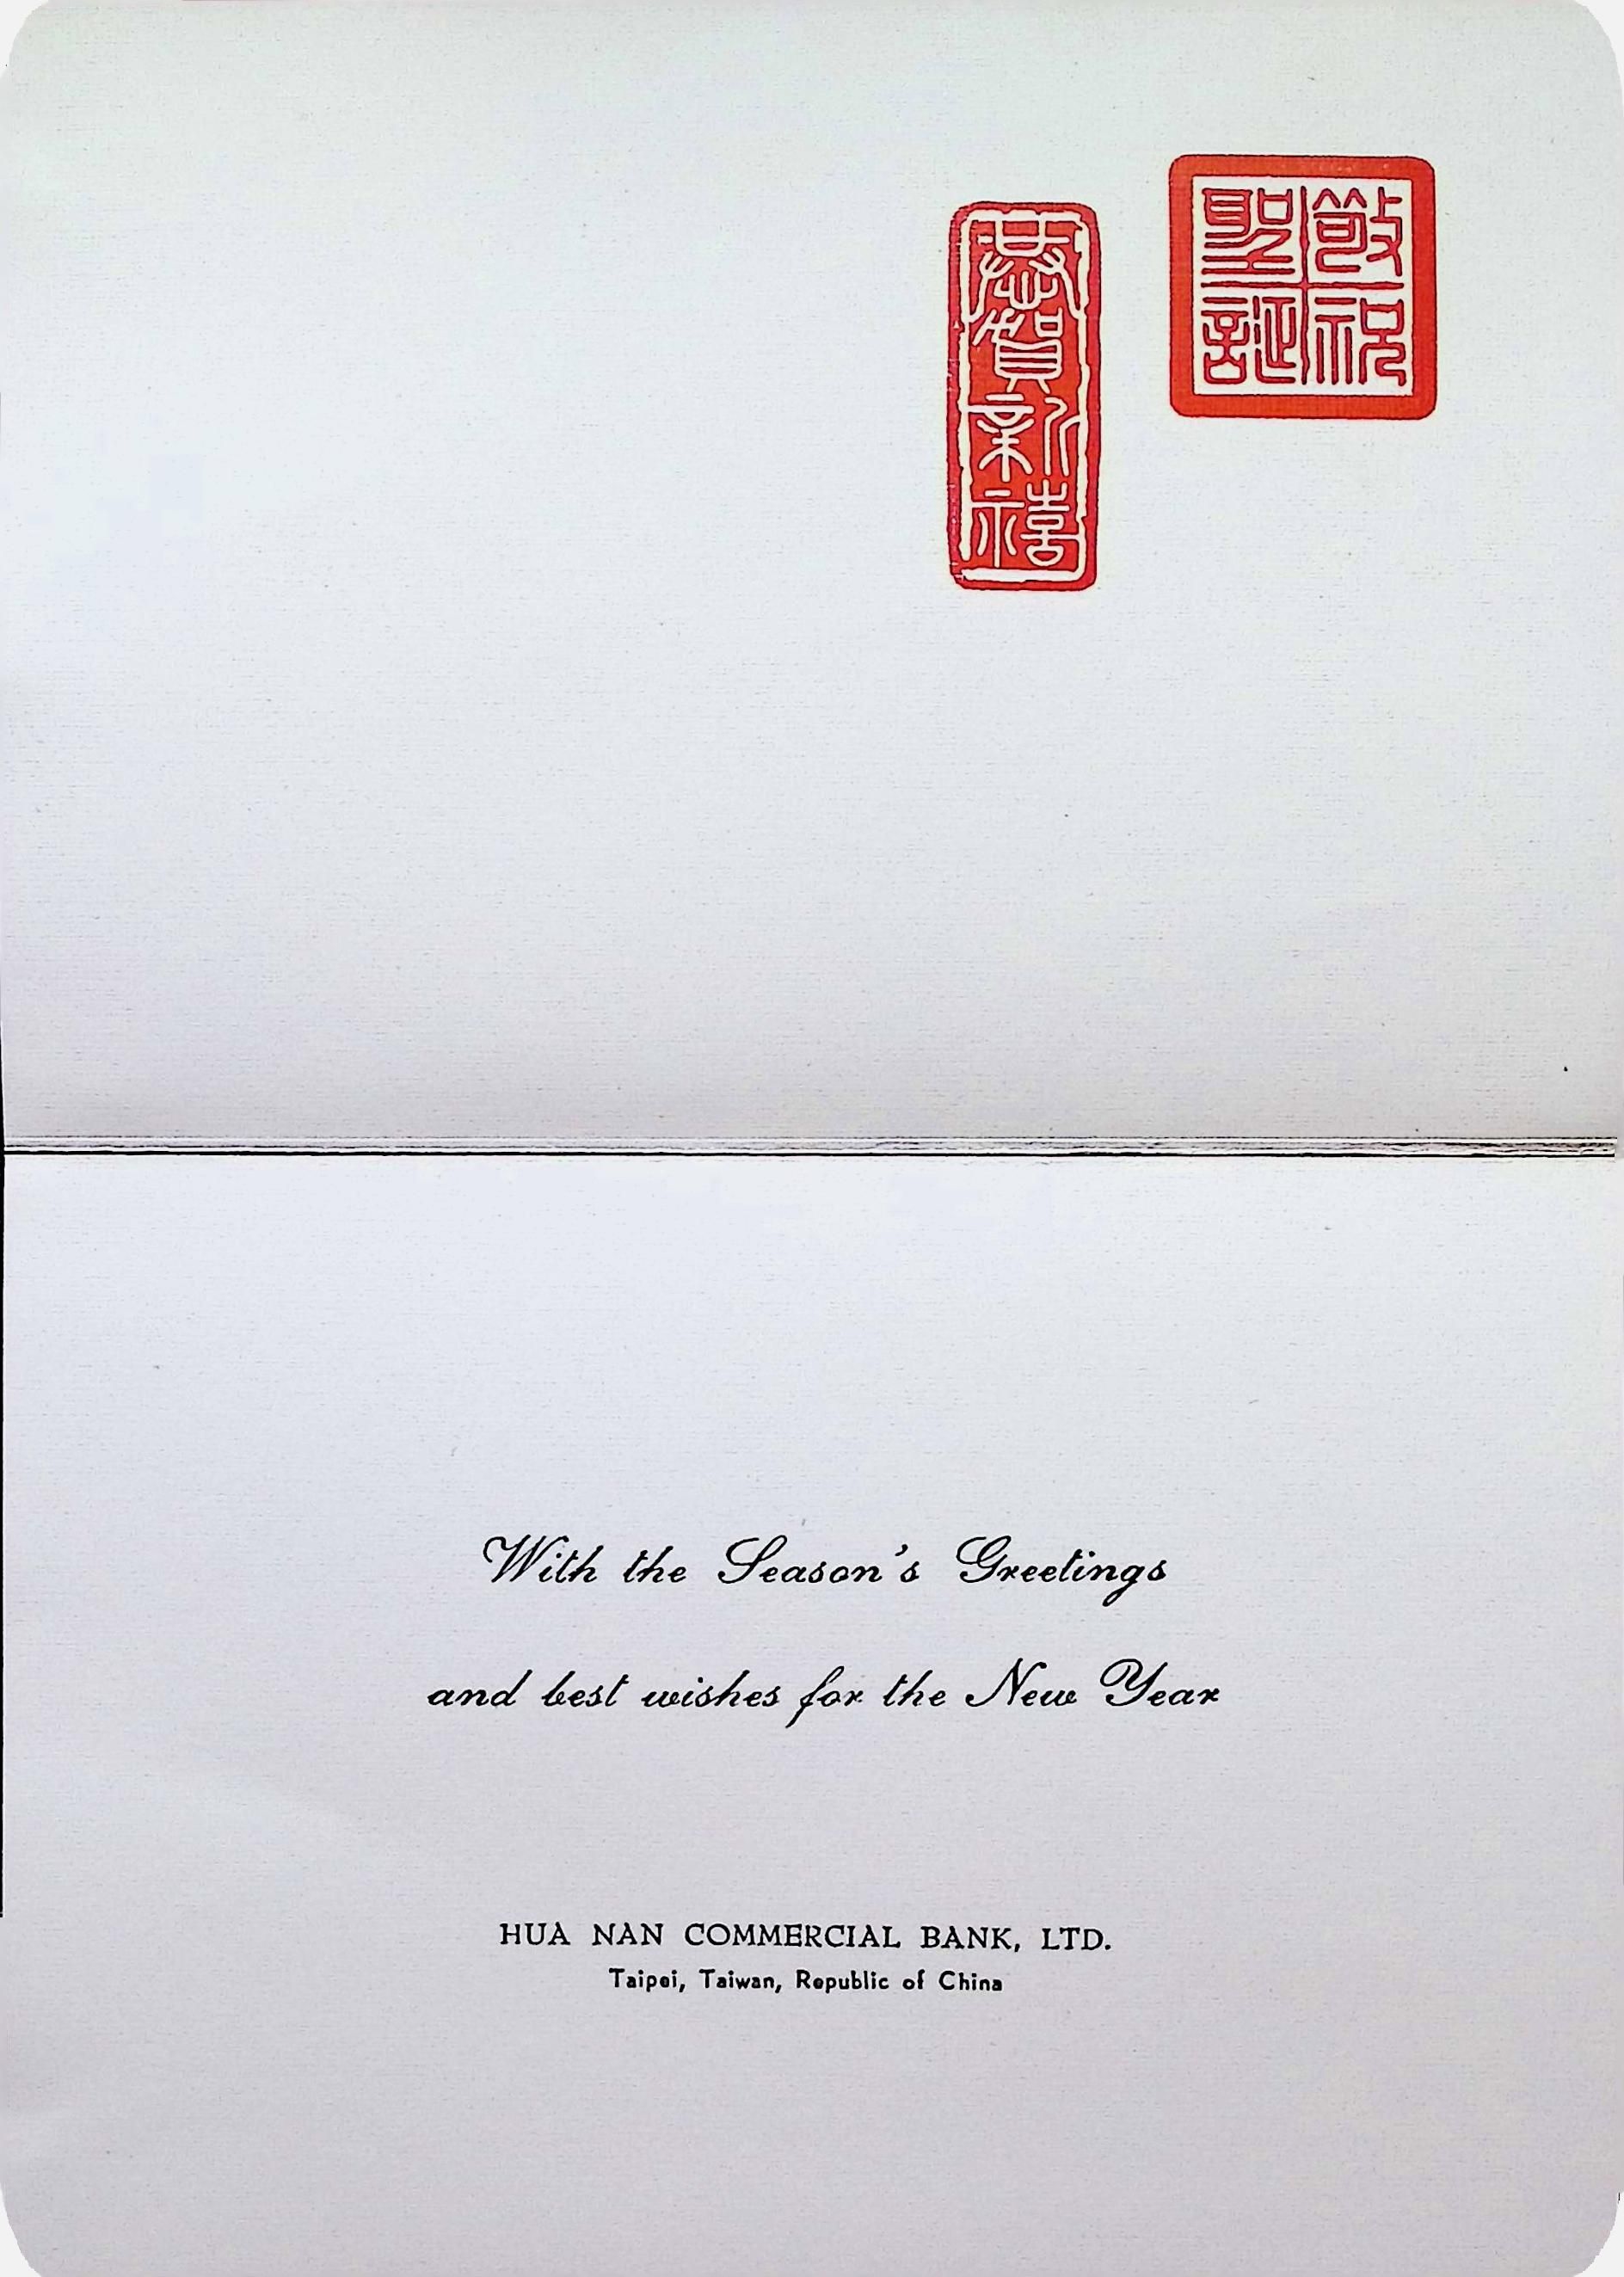 敬祝
聖誕
恭賀新禧
With the Season's Greetings
and best wishes for the New Year
HUA NAN COMMERCIAL BANK, LTD.
Taipei, Taiwan, Republic of China